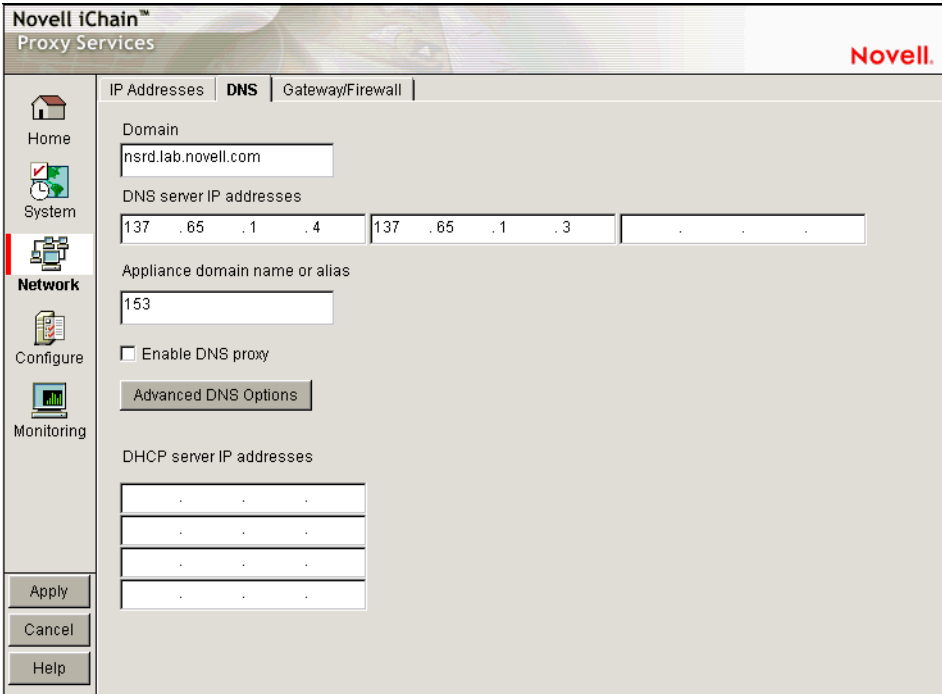 Novell iChain™
Proxy Services
Novell.
IP Addresses DNS Gateway/Firewall
Home
System
Network
Configure
Monitoring
Domain
nsrd.lab.novell.com
DNS server IP addresses
137 . 65 . 1 . 4 137 . 65 . 1 . 3 . . .
Appliance domain name or alias
153
Enable DNS proxy
Advanced DNS Options
DHCP server IP addresses
. . .
. . .
. . .
. . .
Apply
Cancel
Help